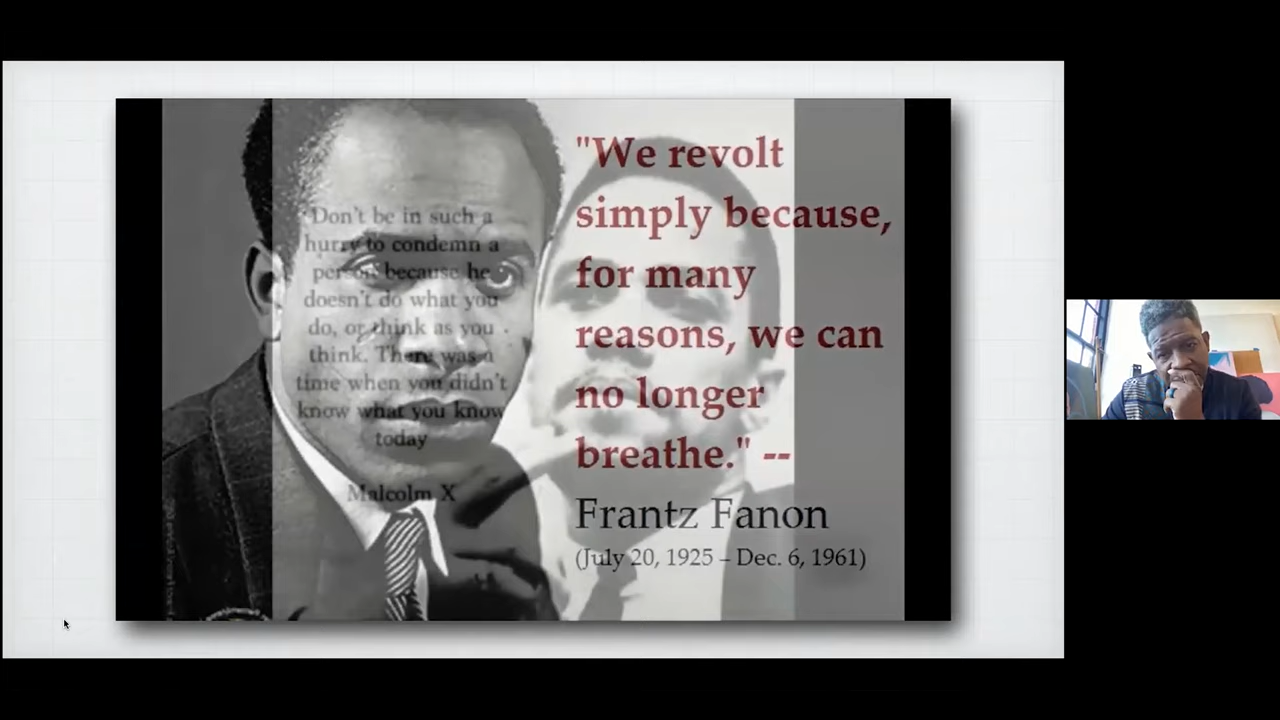 "We revolt
simply because,
for many
reasons, we can
no longer
breathe." --
Frantz Fanon
(July 20, 1925 – Dec. 6, 1961)
Don't be in such a
hurry to condemn a
person because he
doesn't do what you
do, or think as you
think. There was a
time when you didn't
know what you know
today
Malcolm X